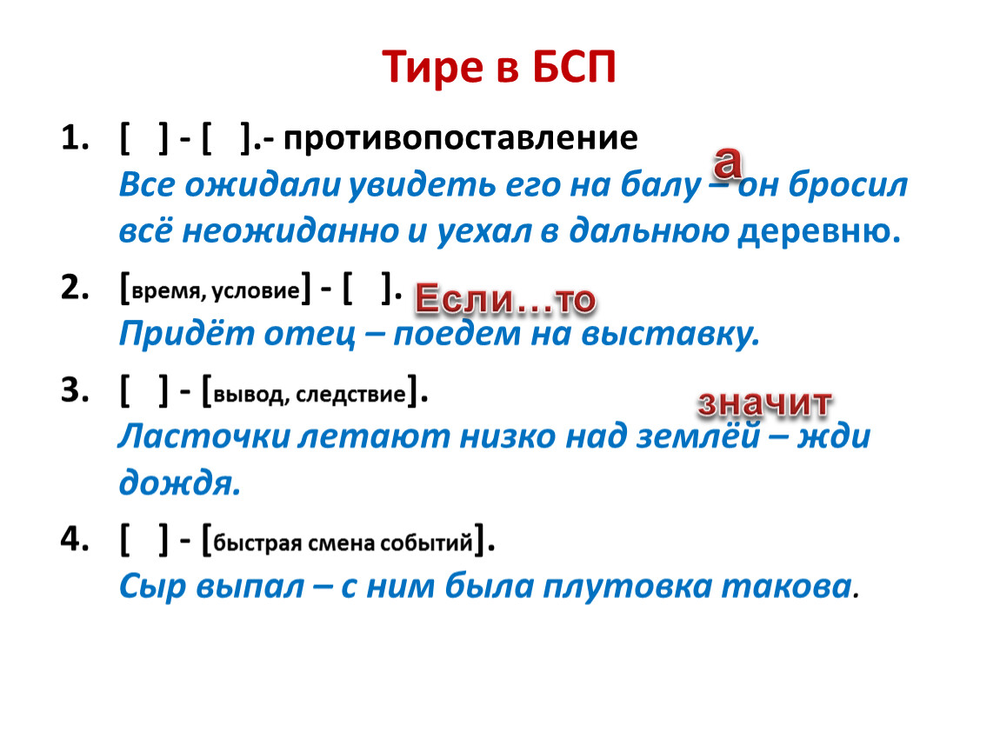 Тире в БСП
1. [ ] - [ ].- противопоставление
а
Все ожидали увидеть его на балу – он бросил
всё неожиданно и уехал в дальнюю деревню.
2. [время, условие] - [ ]. Если…то
Придёт отец – поедем на выставку.
3. [ ] - [вывод, следствие].
значит
Ласточки летают низко над землёй – жди
дождя.
4. [ ] - [быстрая смена событий].
Сыр выпал – с ним была плутовка такова.